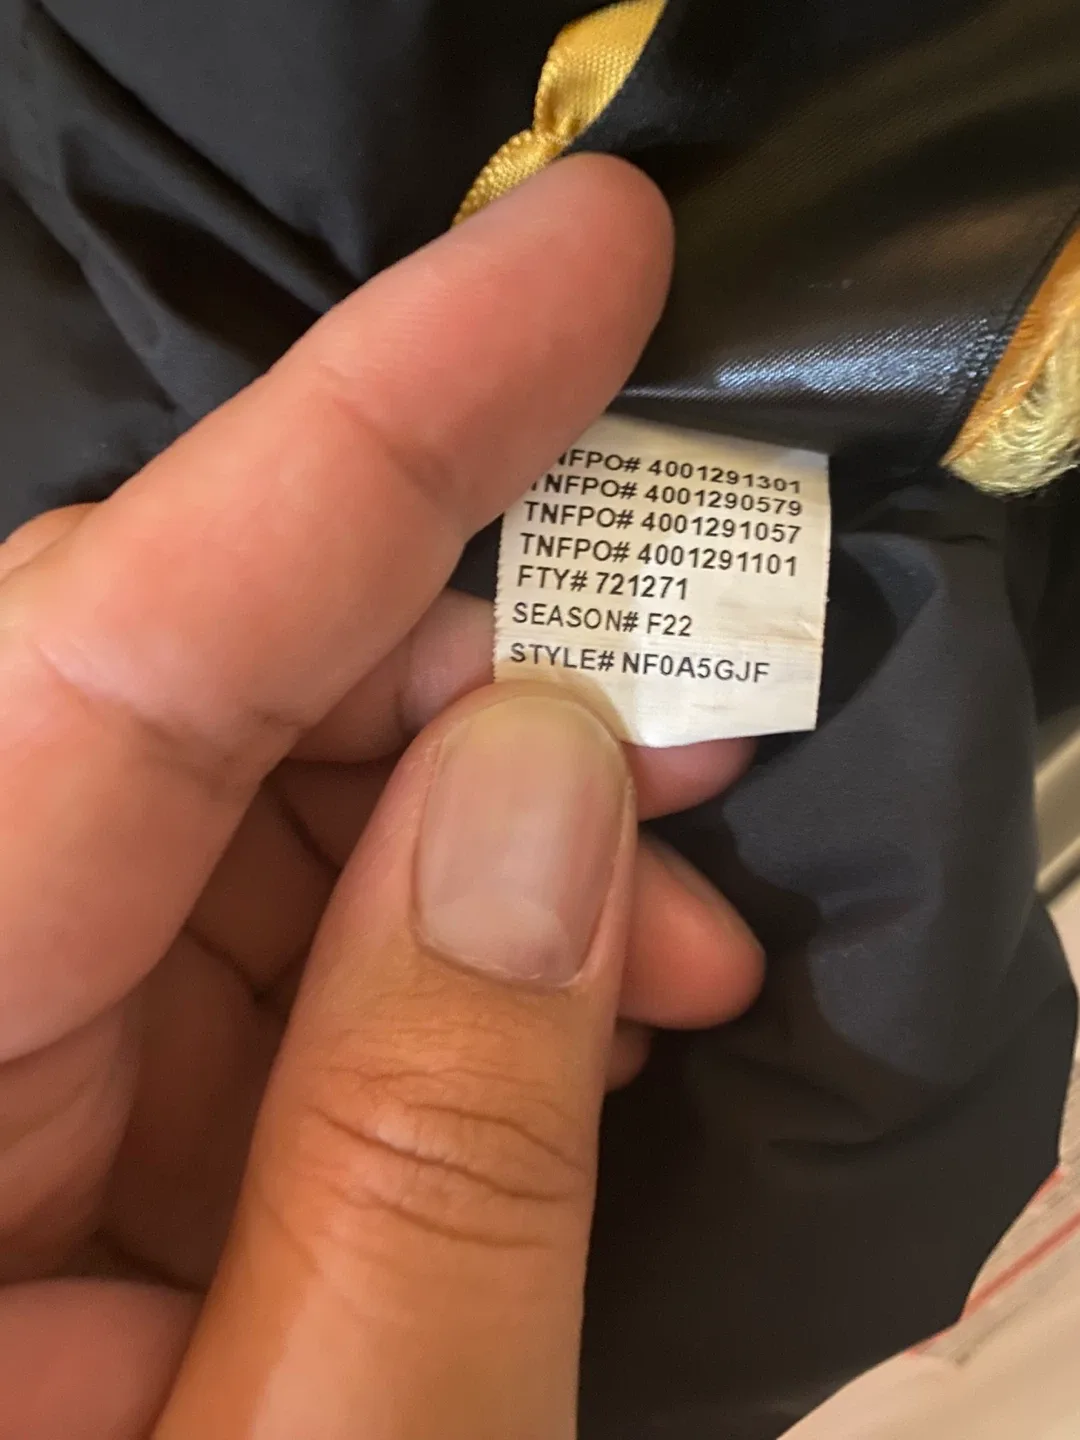 NFPO# 4001291301
TNFPO# 4001290579
TNFPO# 4001291057
TNFPO# 4001291101
FTY# 721271
SEASON# F22
STYLE# NF0A5GJF